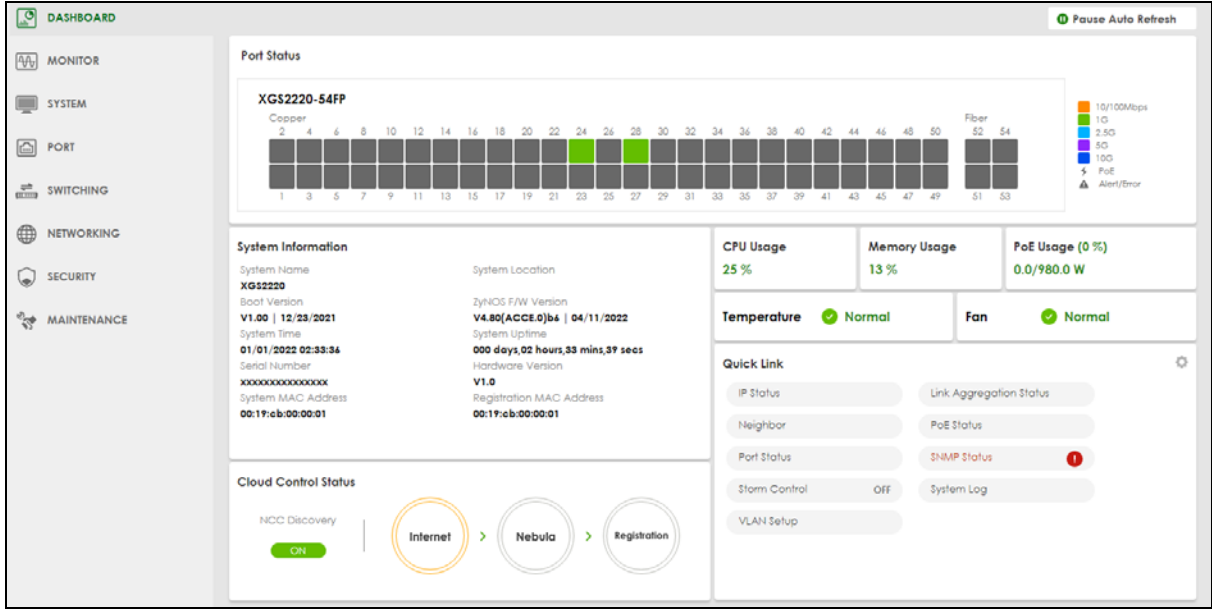 DASHBOARD
Pause Auto Refresh
MONITOR
SYSTEM
PORT
SWITCHING
NETWORKING
SECURITY
MAINTENANCE
Port Status
XGS2220-54FP
Copper
Fiber
2 4 6 8 10 12 14 16 18 20 22 24 26 28 30 32 34 36 38 40 42 44 46 48 50 52 54
1 3 5 7 9 11 13 15 17 19 21 23 25 27 29 31 33 35 37 39 41 43 45 47 49 51 53
10/100Mbps
1G
2.5G
5G
10G
PoE
Alert/Error
System Information
System Name
System Location
XGS2220
Boot Version
ZyNOS F/W Version
V1.00 | 12/23/2021
V4.80(ACCE.0)b6 | 04/11/2022
System Time
System Uptime
01/01/2022 02:33:36
000 days,02 hours,33 mins,39 secs
Serial Number
Hardware Version
xxxxxxxxxxxxxxx
V1.0
System MAC Address
Registration MAC Address
00:19:cb:00:00:01
00:19:cb:00:00:01
CPU Usage
25 %
Memory Usage
13 %
PoE Usage (0 %)
0.0/980.0 W
Temperature Normal
Fan Normal
Quick Link
IP Status
Link Aggregation Status
Neighbor
PoE Status
Port Status
SNMP Status
Storm Control OFF
System Log
VLAN Setup
Cloud Control Status
NCC Discovery
ON
Internet > Nebula > Registration